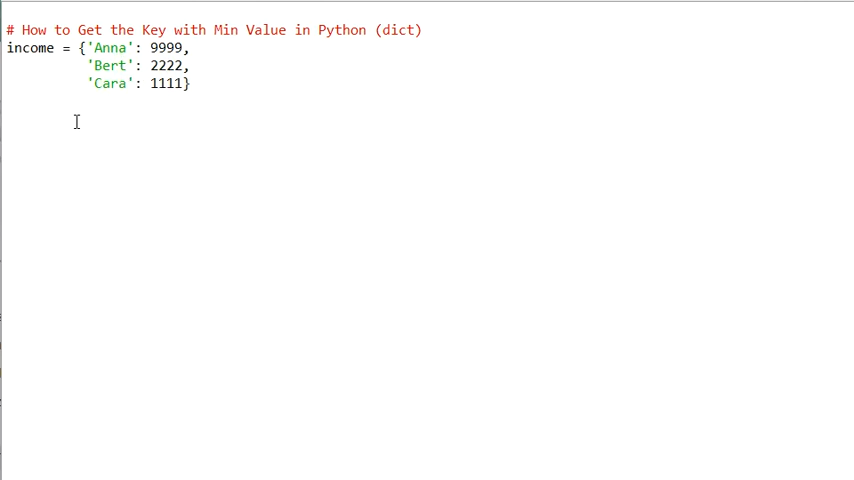 # How to Get the Key with Min Value in Python (dict)
income = {'Anna': 9999,
          'Bert': 2222,
          'Cara': 1111}